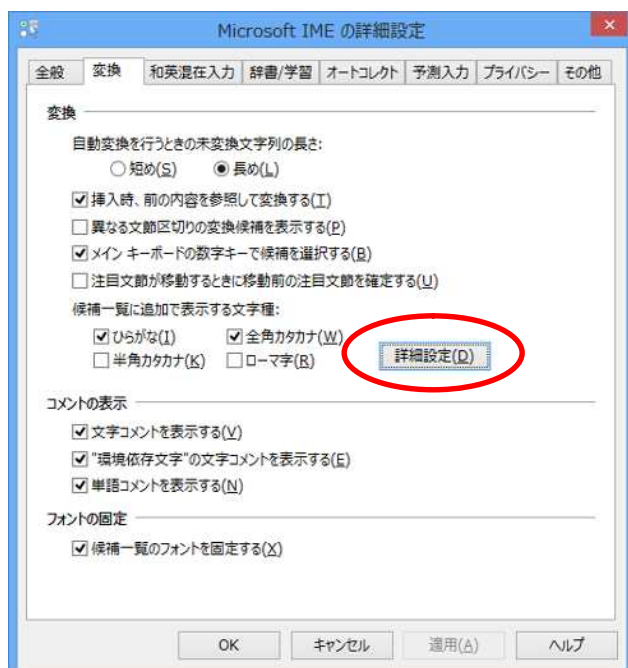 Microsoft IME の詳細設定
全般 変換 和英混在入力 辞書/学習 オートコレクト 予測入力 プライバシー その他
変換
自動変換を行うときの未変換文字列の長さ:
短め(S) 長め(L)
挿入時、前の内容を参照して変換する(T)
異なる文節区切りの変換候補を表示する(P)
メイン キーボードの数字キーで候補を選択する(B)
注目文節が移動するときに移動前の注目文節を確定する(U)
候補一覧に追加で表示する文字種:
ひらがな(I) 全角カタカナ(W)
半角カタカナ(K) ローマ字(R) 詳細設定(D)
コメントの表示
文字コメントを表示する(V)
"環境依存文字"の文字コメントを表示する(E)
単語コメントを表示する(N)
フォントの固定
候補一覧のフォントを固定する(X)
OK キャンセル 適用(A) ヘルプ